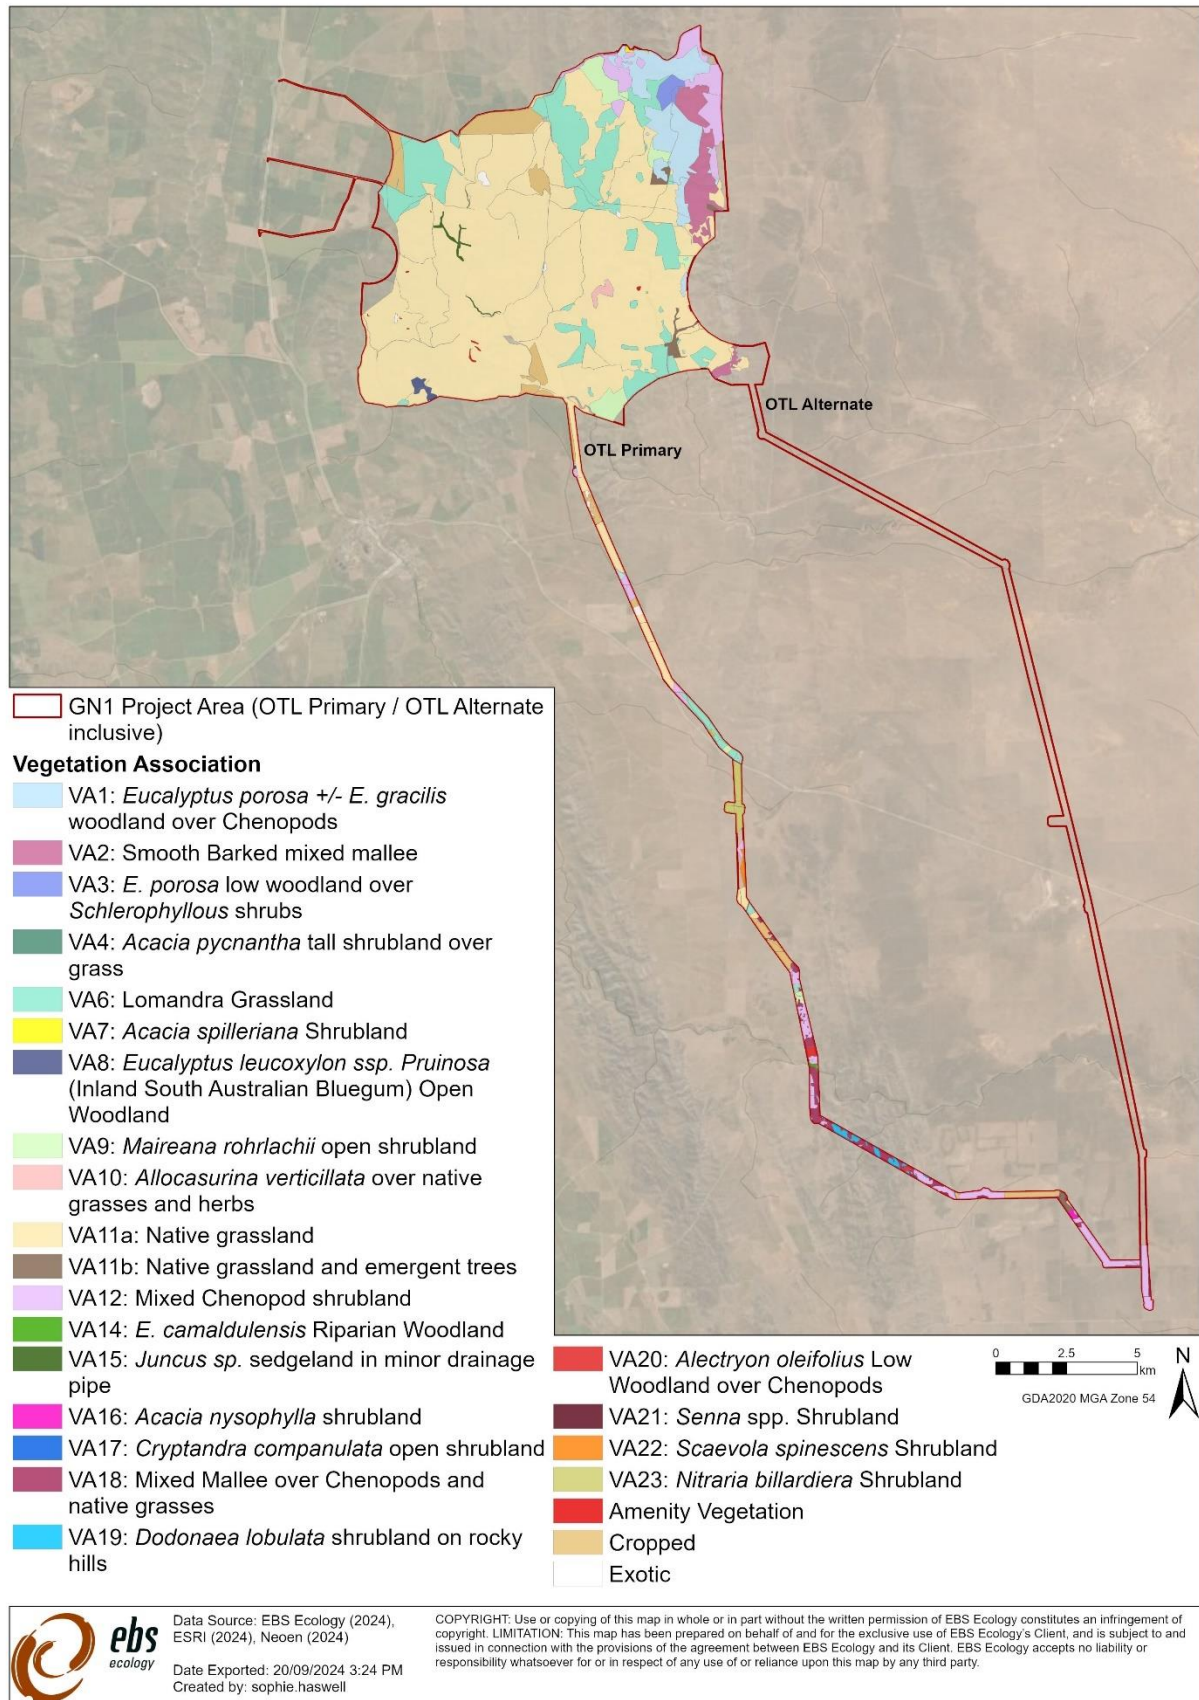 OTL Alternate
OTL Primary
GN1 Project Area (OTL Primary / OTL Alternate
inclusive)
Vegetation Association
VA1: Eucalyptus porosa +/- E. gracilis
woodland over Chenopods
VA2: Smooth Barked mixed mallee
VA3: E. porosa low woodland over
Schlerophyllous shrubs
VA4: Acacia pycnantha tall shrubland over
grass
VA6: Lomandra Grassland
VA7: Acacia spilleriana Shrubland
VA8: Eucalyptus leucoxylon ssp. Pruinosa
(Inland South Australian Bluegum) Open
Woodland
VA9: Maireana rohrlachii open shrubland
VA10: Allocasurina verticillata over native
grasses and herbs
VA11a: Native grassland
VA11b: Native grassland and emergent trees
VA12: Mixed Chenopod shrubland
VA14: E. camaldulensis Riparian Woodland
VA15: Juncus sp. sedgeland in minor drainage
pipe
VA16: Acacia nysophylla shrubland
VA17: Cryptandra companulata open shrubland
VA18: Mixed Mallee over Chenopods and
native grasses
VA19: Dodonaea lobulata shrubland on rocky
hills
VA20: Alectryon oleifolius Low
Woodland over Chenopods
VA21: Senna spp. Shrubland
VA22: Scaevola spinescens Shrubland
VA23: Nitraria billardiera Shrubland
Amenity Vegetation
Cropped
Exotic
0 2.5 5
km
N
GDA2020 MGA Zone 54
ebs
ecology
Data Source: EBS Ecology (2024),
ESRI (2024), Neoen (2024)
Date Exported: 20/09/2024 3:24 PM
Created by: sophie.haswell
COPYRIGHT: Use or copying of this map in whole or in part without the written permission of EBS Ecology constitutes an infringement of
copyright. LIMITATION: This map has been prepared on behalf of and for the exclusive use of EBS Ecology's Client, and is subject to and
issued in connection with the provisions of the agreement between EBS Ecology and its Client. EBS Ecology accepts no liability or
responsibility whatsoever for or in respect of any use of or reliance upon this map by any third party.